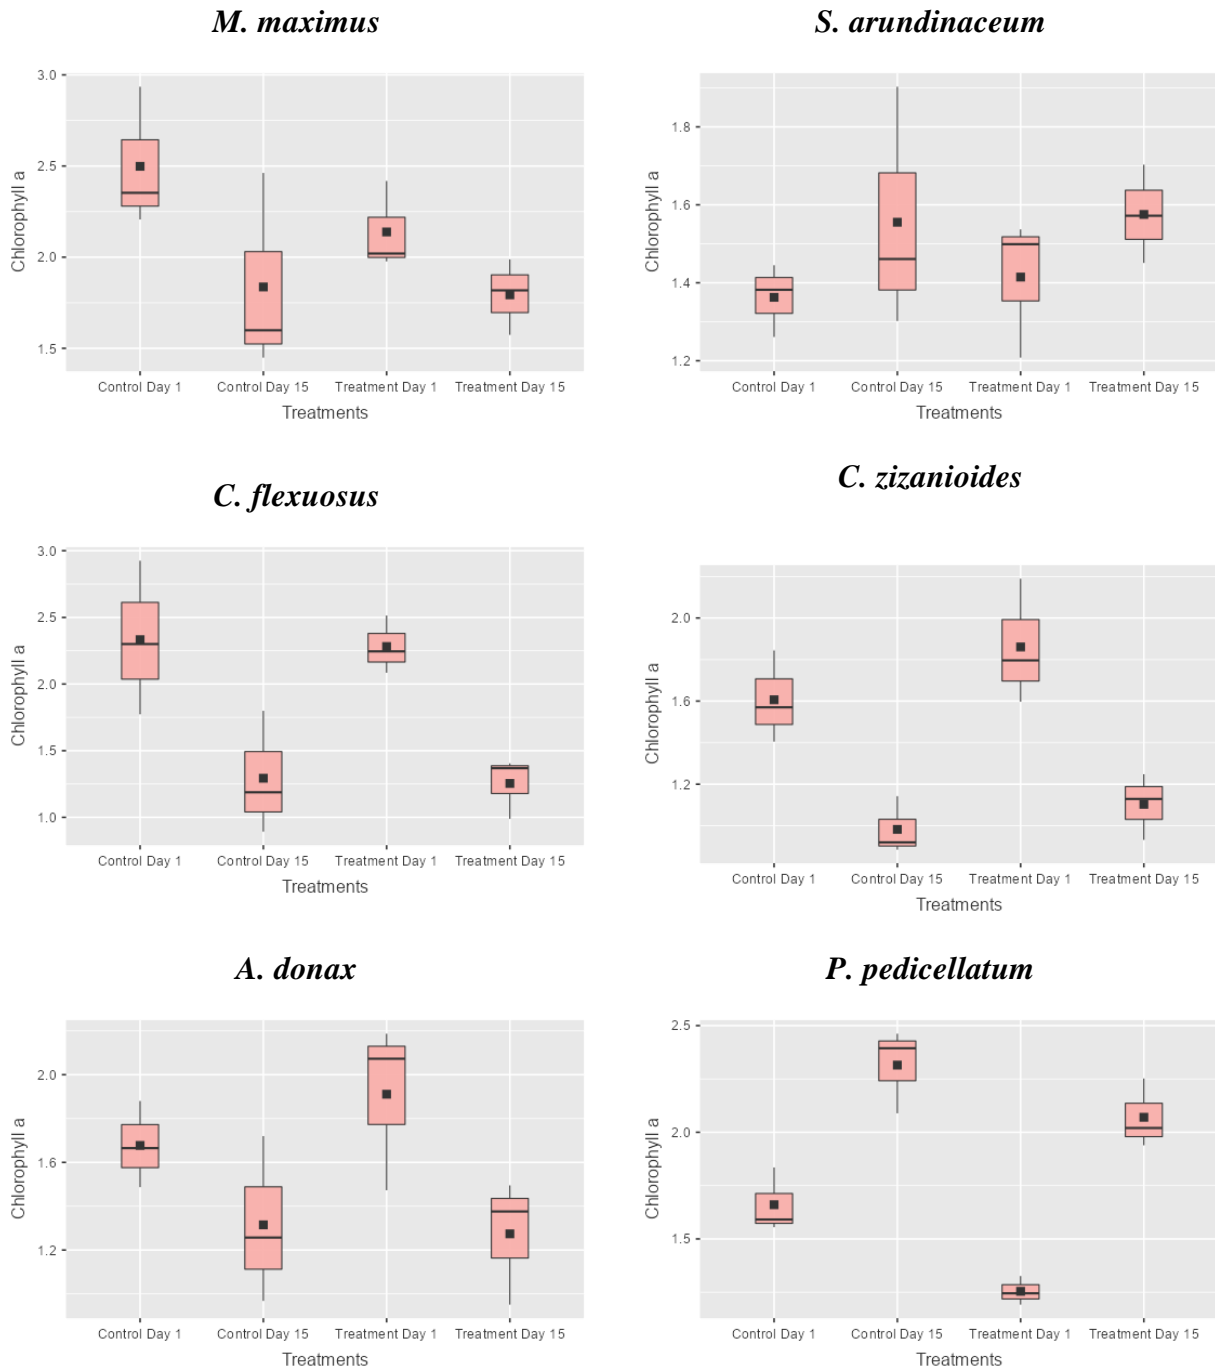 M. maximus
3.0
2.5
2.0
1.5
Chlorophyll a
Control Day 1 Control Day 15 Treatment Day 1 Treatment Day 15
Treatments
S. arundinaceum
1.8
1.6
1.4
1.2
Chlorophyll a
Control Day 1 Control Day 15 Treatment Day 1 Treatment Day 15
Treatments
C. flexuosus
3.0
2.5
2.0
1.5
1.0
Chlorophyll a
Control Day 1 Control Day 15 Treatment Day 1 Treatment Day 15
Treatments
C. zizanioides
2.0
1.6
1.2
Chlorophyll a
Control Day 1 Control Day 15 Treatment Day 1 Treatment Day 15
Treatments
A. donax
2.0
1.6
1.2
Chlorophyll a
Control Day 1 Control Day 15 Treatment Day 1 Treatment Day 15
Treatments
P. pedicellatum
2.5
2.0
1.5
Chlorophyll a
Control Day 1 Control Day 15 Treatment Day 1 Treatment Day 15
Treatments